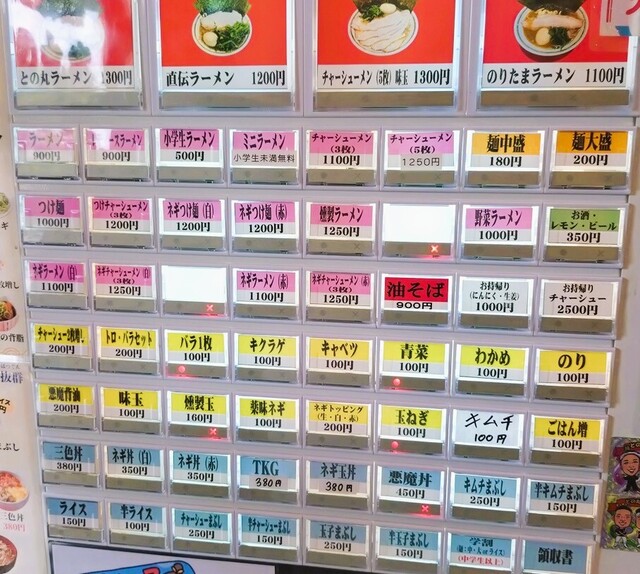 との丸ラーメン 1300円
直伝ラーメン 1200円
チャーシューメン(5枚)味玉 1300円
のりたまラーメン 1100円
ラーメン
900円
900円
小学生ラーメン
500円
ミニラーメン
小学生未満無料
チャーシューメン
(3枚)
1100円
チャーシューメン
(5枚)
1250円
麺中盛
180円
麺大盛
200円
つけ麺
1000円
つけチャーシューメン
(3枚)
1200円
ネギつけ麺(白)
1200円
ネギつけ麺(赤)
1200円
燻製ラーメン
1100円
野菜ラーメン
1000円
お酒・
レモン・ビール
350円
ネギラーメン(白)
1100円
ネギチャーシューメン(白)
(3枚)
1250円
ネギラーメン(赤)
1100円
ネギチャーシューメン(赤)
(3枚)
1250円
油そば
900円
お持帰り
(にんにく・生姜)
1000円
お持帰り
チャーシュー
2500円
チャーシュー2枚増し
200円
トロ・バラセット
200円
バラ1枚
100円
キクラゲ
100円
キャベツ
100円
青菜
100円
わかめ
100円
のり
100円
悪魔背油
200円
味玉
100円
燻製玉
160円
薬味ネギ
100円
ネギトッピング
(生・白・赤)
200円
玉ねぎ
100円
キムチ
100円
ごはん増
100円
三色丼
380円
ネギ丼(白)
350円
ネギ丼(赤)
350円
TKG
380円
ネギ玉丼
380円
悪魔丼
450円
キムチまぶし
250円
半キムチまぶし
150円
ライス
150円
半ライス
100円
チャーシューまぶし
250円
半チャーシューまぶし
150円
玉子まぶし
250円
半玉子まぶし
150円
学割
(中学生以上)
領収書